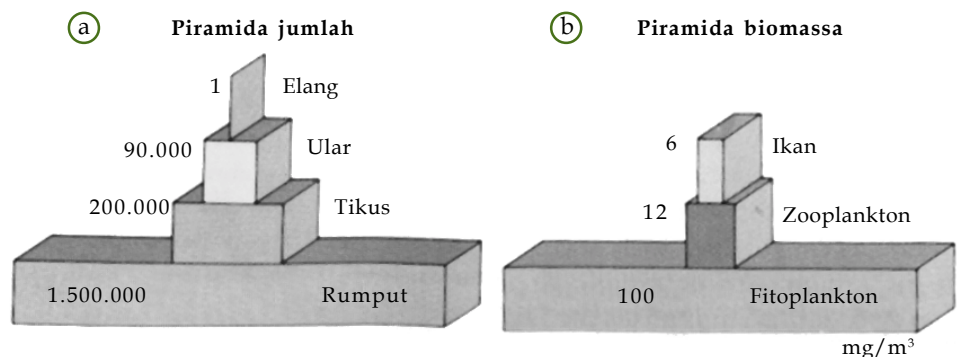 a Piramida jumlah
1 Elang
90.000 Ular
200.000 Tikus
1.500.000 Rumput
b Piramida biomassa
6 Ikan
12 Zooplankton
100 Fitoplankton
mg/m³